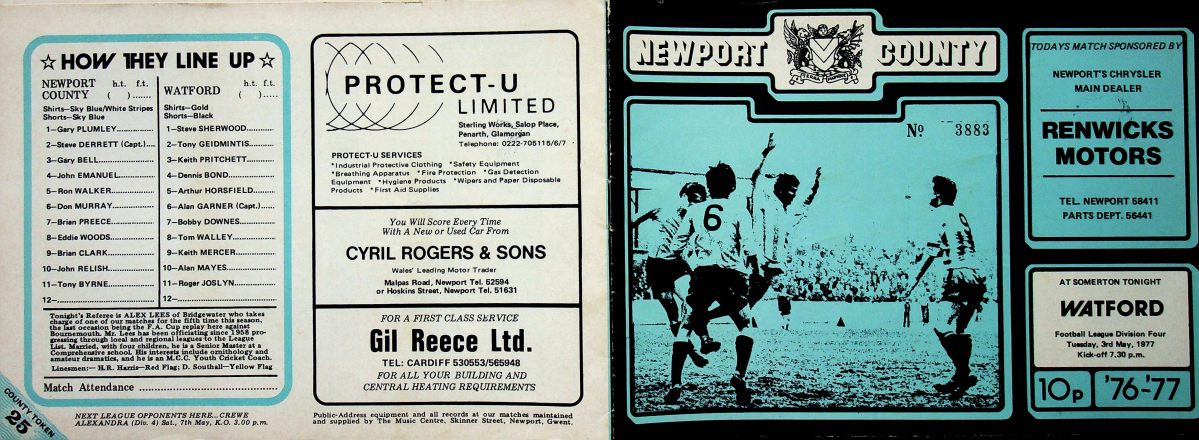 ☆ HOW THEY LINE UP ☆
NEWPORT h.t. f.t.
COUNTY ( ).......
Shirts—Sky Blue/White Stripes
Shorts—Sky Blue
1—Gary PLUMLEY................
2—Steve DERRETT (Capt.)....
3—Gary BELL.....................
4—John EMANUEL...............
5—Ron WALKER..................
6—Don MURRAY..................
7—Brian PREECE.................
8—Eddie WOODS.................
9—Brian CLARK..................
10—John RELISH..................
11—Tony BYRNE...................
12—.................................
WATFORD h.t. f.t.
( ).....
Shirts—Gold
Shorts—Black
1—Steve SHERWOOD...........
2—Tony GEIDMINTIS...........
3—Keith PRITCHETT............
4—Dennis BOND.................
5—Arthur HORSFIELD..........
6—Alan GARNER (Capt.).....
7—Bobby DOWNES..............
8—Tom WALLEY.................
9—Keith MERCER................
10—Alan MAYES...................
11—Roger JOSLYN................
12—................................
Tonight's Referee is ALEX LEES of Bridgewater who takes
charge of one of our matches for the fifth time this season,
the last occasion being the F.A. Cup replay here against
Bournemouth. Mr. Lees has been officiating since 1958 pro-
gressing through local and regional leagues to the League
List. Married, with four children, he is a Senior Master at a
Comprehensive school. His interests include ornithology and
amateur dramatics, and he is an M.C.C. Youth Cricket Coach.
Linesmen:— H.R. Harris—Red Flag; D. Southall—Yellow Flag
Match Attendance
COUNTY TOKEN
25
NEXT LEAGUE OPPONENTS HERE... CREWE
ALEXANDRA (Div. 4) Sat., 7th May, K.O. 3.00 p.m.
PROTECT-U
LIMITED
Sterling Works, Salop Place,
Penarth, Glamorgan
Telephone: 0222-705115/6/7
PROTECT-U SERVICES
*Industrial Protective Clothing *Safety Equipment
*Breathing Apparatus *Fire Protection *Gas Detection
Equipment *Hygiene Products *Wipers and Paper Disposable
Products *First Aid Supplies
You Will Score Every Time
With A New or Used Car From
CYRIL ROGERS & SONS
Wales' Leading Motor Trader
Malpas Road, Newport Tel. 52594
or Hoskins Street, Newport Tel. 51631
FOR A FIRST CLASS SERVICE
Gil Reece Ltd.
TEL: CARDIFF 530553/565948
FOR ALL YOUR BUILDING AND
CENTRAL HEATING REQUIREMENTS
Public-Address equipment and all records at our matches maintained
and supplied by The Music Centre, Skinner Street, Newport, Gwent.
NEWPORT COUNTY
No 3883
6
9
TODAYS MATCH SPONSORED BY
NEWPORT'S CHRYSLER
MAIN DEALER
RENWICKS
MOTORS
TEL. NEWPORT 58411
PARTS DEPT. 56441
AT SOMERTON TONIGHT
WATFORD
Football League Division Four
Tuesday, 3rd May, 1977
Kick-off 7.30 p.m.
10p '76-'77